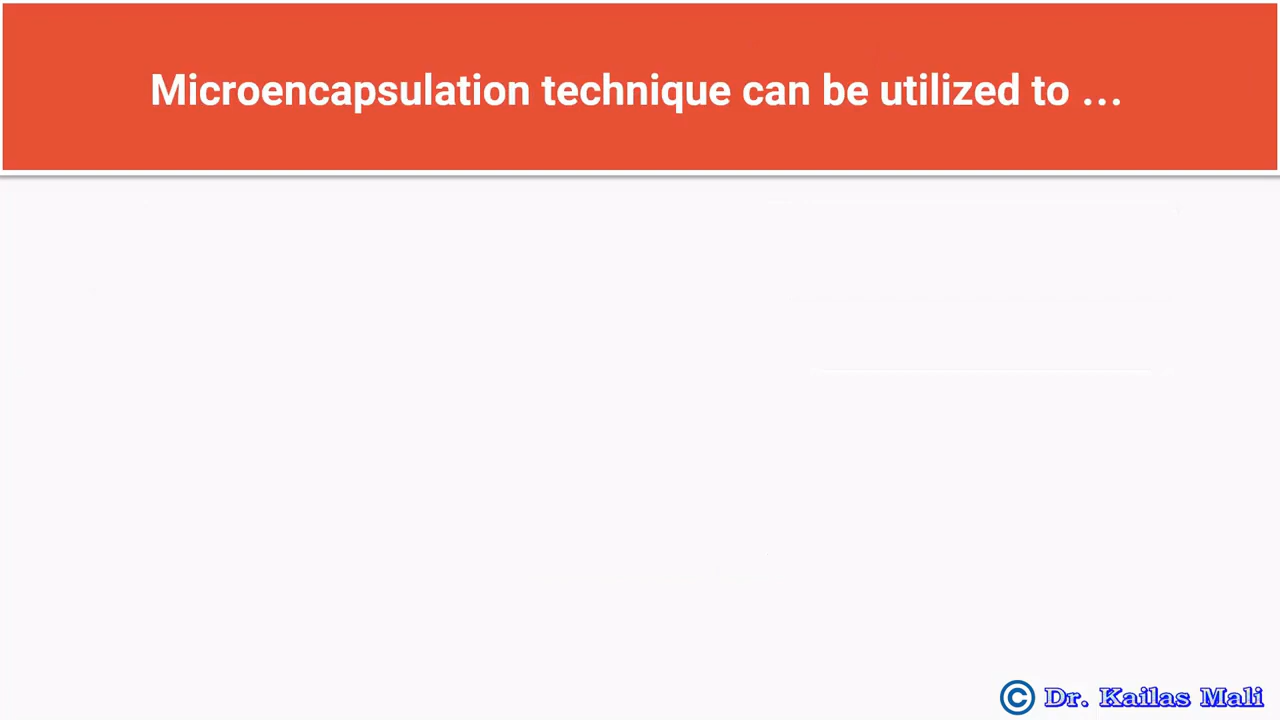 Microencapsulation technique can be utilized to ...
© Dr. Kailas Mali